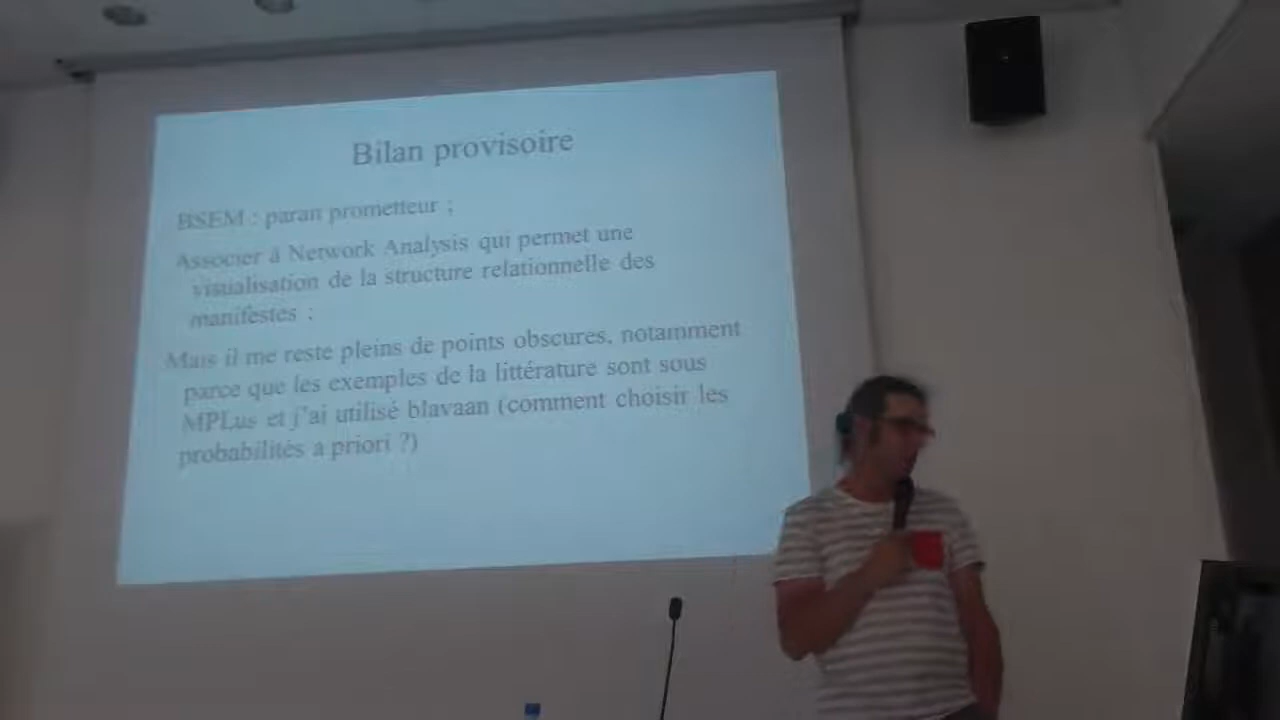 Bilan provisoire
BSEM : paran prometteur ;
Associer à Network Analysis qui permet une
visualisation de la structure relationnelle des
manifestes ;
Mais il me reste pleins de points obscures, notamment
parce que les exemples de la littérature sont sous
MPLus et j'ai utilisé blavaan (comment choisir les
probabilités a priori ?)